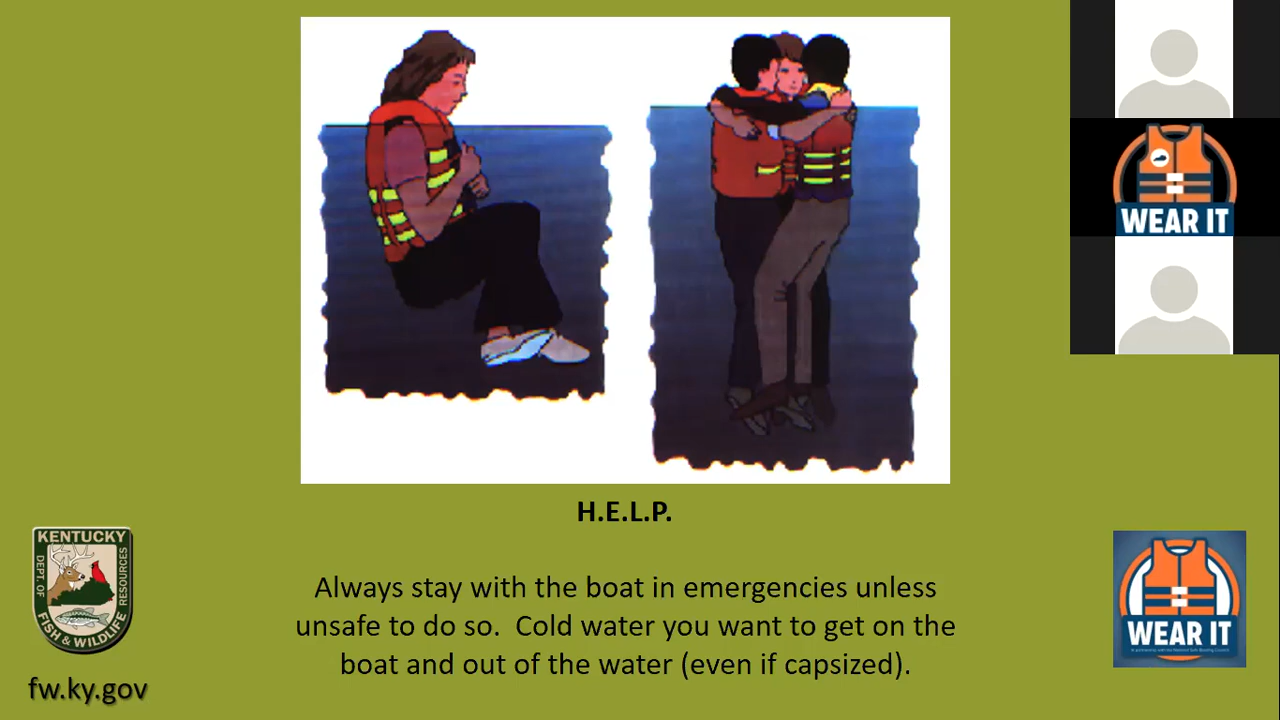 WEAR IT
H.E.L.P.
Always stay with the boat in emergencies unless
unsafe to do so.  Cold water you want to get on the
boat and out of the water (even if capsized).
KENTUCKY
DEPT. OF
FISH & WILDLIFE
RESOURCES
fw.ky.gov
WEAR IT